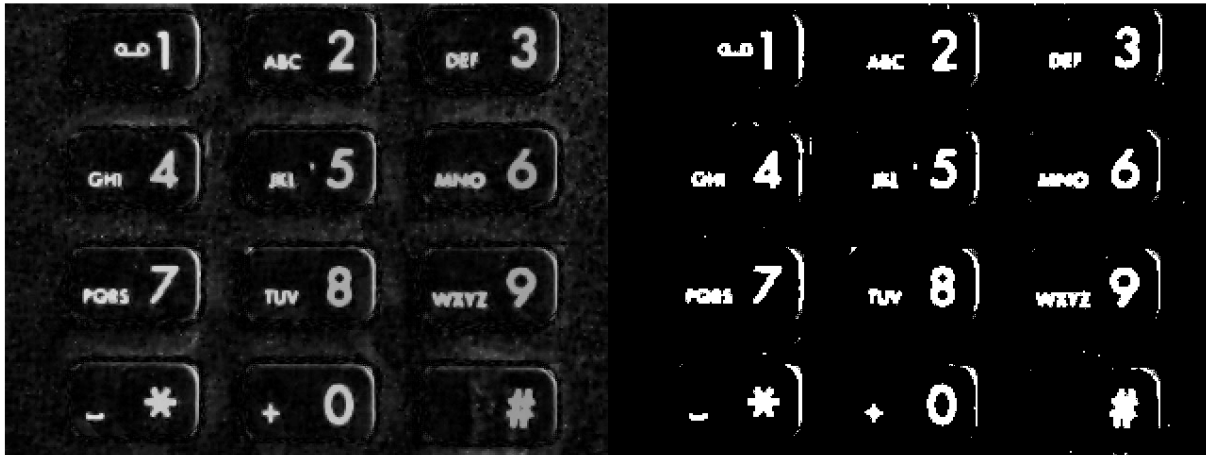 1 ABC 2 DEF 3
GHI 4 JKL 5 MNO 6
PQRS 7 TUV 8 WXYZ 9
* + 0 #
1 ABC 2 DEF 3
GHI 4 JKL 5 MNO 6
PQRS 7 TUV 8 WXYZ 9
* + 0 #